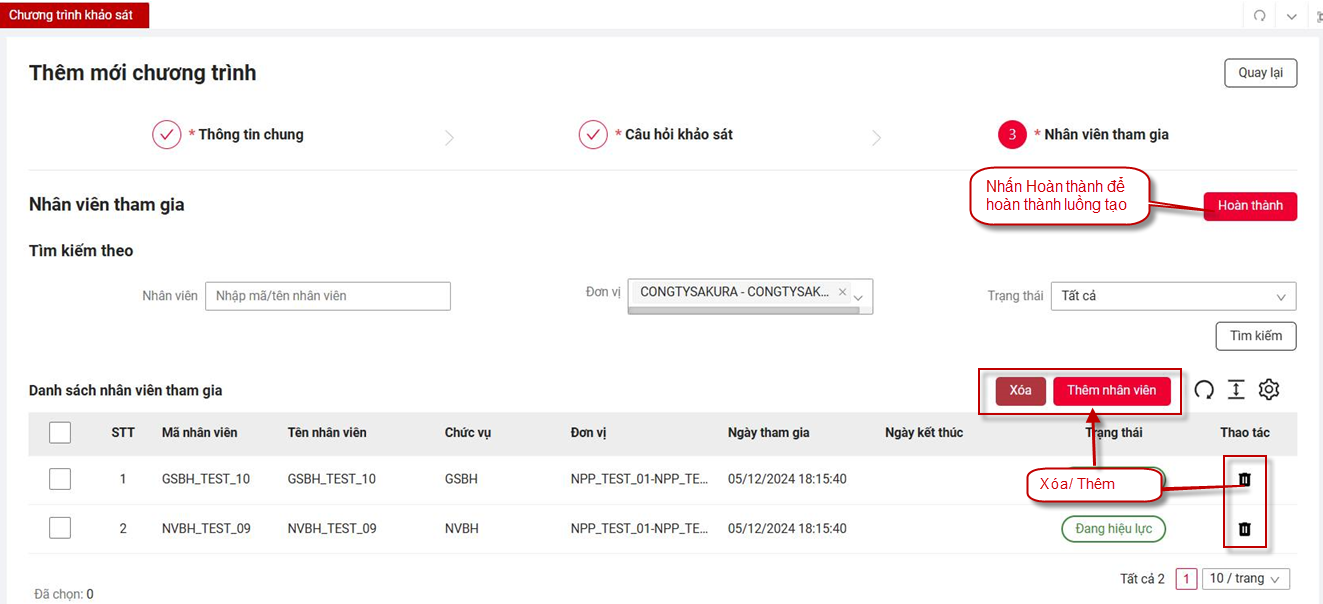 Chương trình khảo sát
Thêm mới chương trình
Quay lại
* Thông tin chung
* Câu hỏi khảo sát
3 * Nhân viên tham gia
Nhấn Hoàn thành để
hoàn thành luồng tạo
Nhân viên tham gia
Hoàn thành
Tìm kiếm theo
Nhân viên Nhập mã/tên nhân viên
Đơn vị CONGTYSAKURA - CONGTYSAK...
Trạng thái Tất cả
Tìm kiếm
Danh sách nhân viên tham gia
Xóa Thêm nhân viên
STT Mã nhân viên Tên nhân viên Chức vụ Đơn vị Ngày tham gia Ngày kết thúc Trạng thái Thao tác
1 GSBH_TEST_10 GSBH_TEST_10 GSBH NPP_TEST_01-NPP_TE... 05/12/2024 18:15:40
Xóa/ Thêm
2 NVBH_TEST_09 NVBH_TEST_09 NVBH NPP_TEST_01-NPP_TE... 05/12/2024 18:15:40 Đang hiệu lực
Tất cả 2 1 10 / trang
Đã chọn: 0